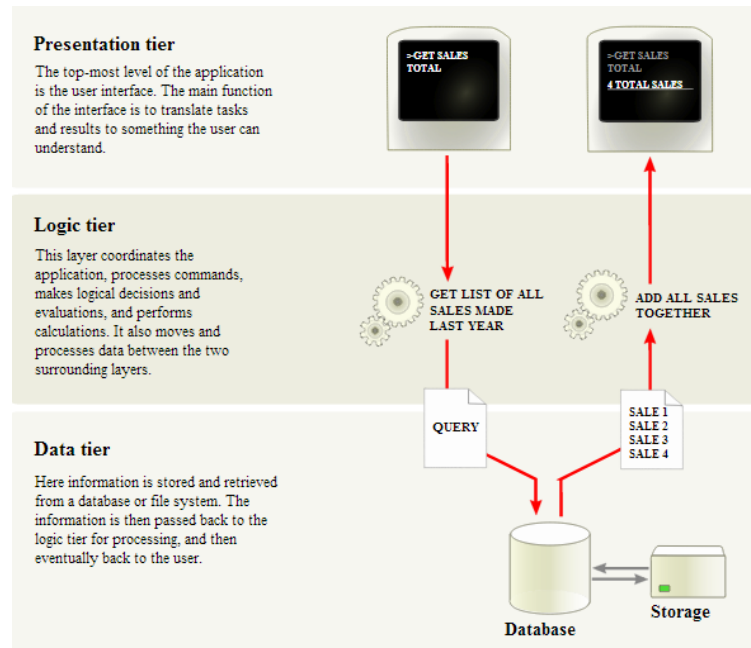 Presentation tier
The top-most level of the application
is the user interface. The main function
of the interface is to translate tasks
and results to something the user can
understand.
>GET SALES
TOTAL
>GET SALES
TOTAL
4 TOTAL SALES
Logic tier
This layer coordinates the
application, processes commands,
makes logical decisions and
evaluations, and performs
calculations. It also moves and
processes data between the two
surrounding layers.
GET LIST OF ALL
SALES MADE
LAST YEAR
ADD ALL SALES
TOGETHER
Data tier
Here information is stored and retrieved
from a database or file system. The
information is then passed back to the
logic tier for processing, and then
eventually back to the user.
QUERY
SALE 1
SALE 2
SALE 3
SALE 4
Database
Storage